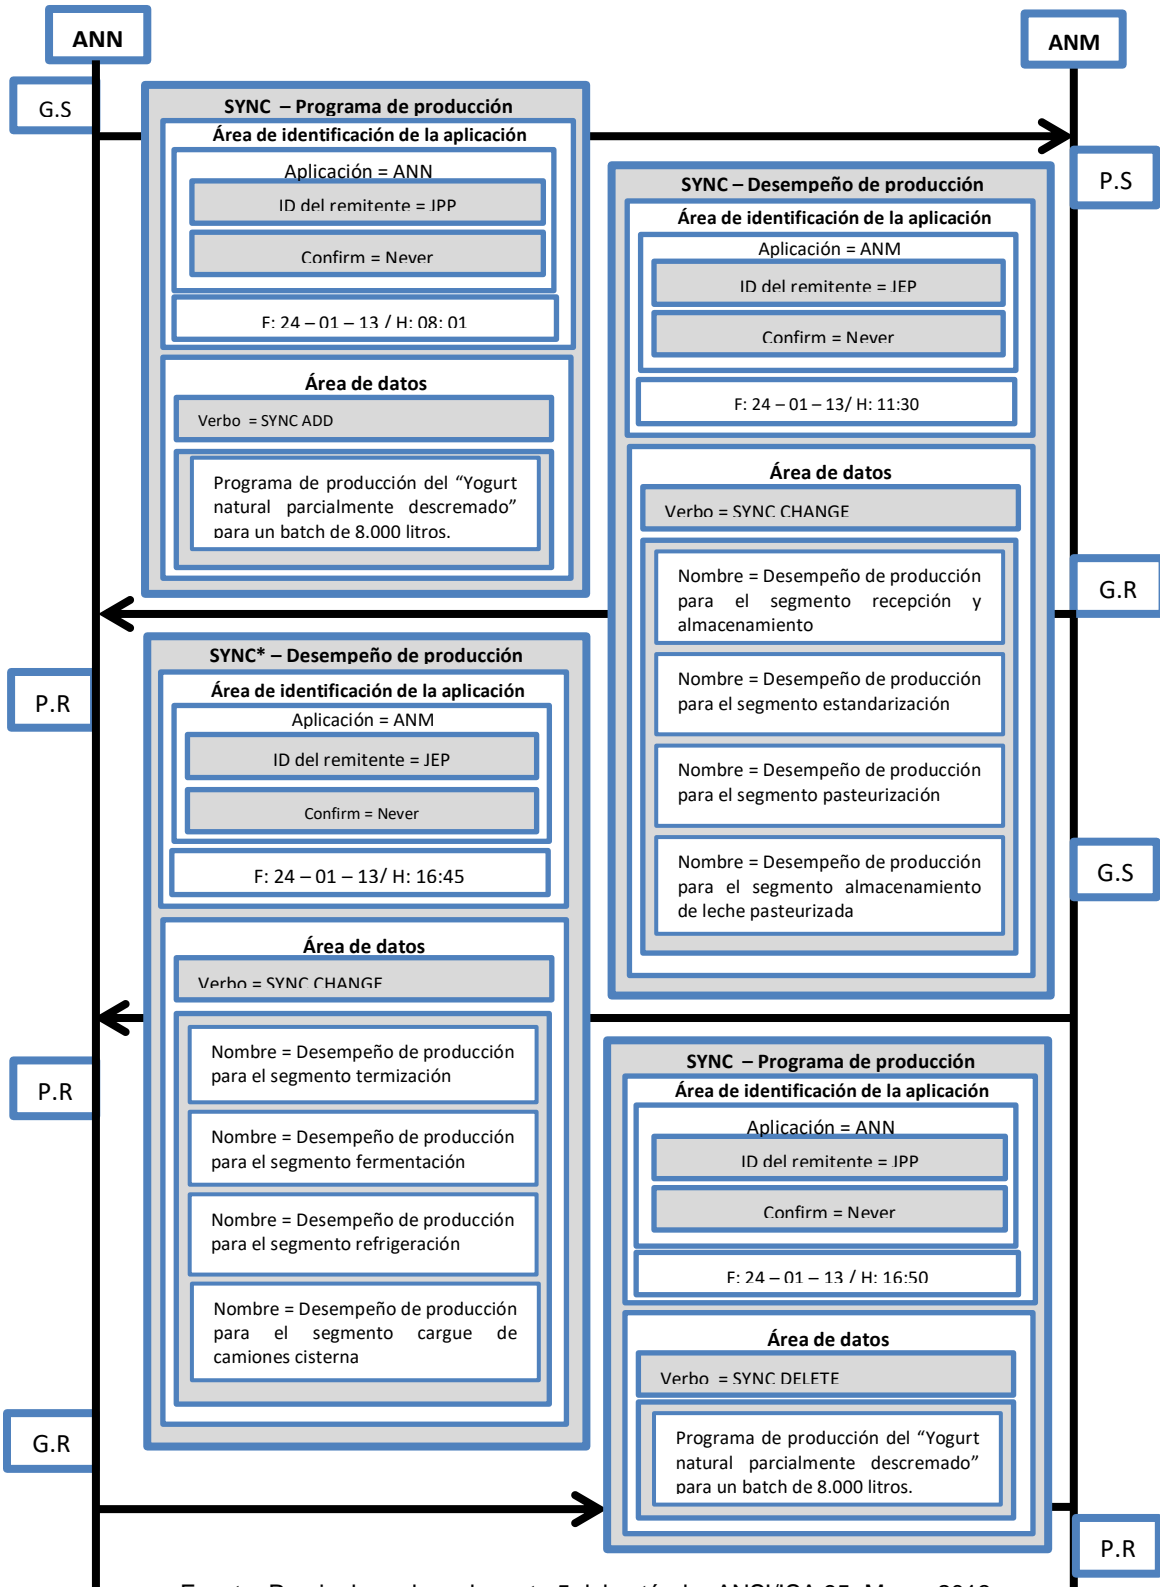 ANN
ANM
G.S
SYNC – Programa de producción
Área de identificación de la aplicación
Aplicación = ANN
ID del remitente = JPP
Confirm = Never
F: 24 – 01 – 13 / H: 08: 01
Área de datos
Verbo = SYNC ADD
Programa de producción del “Yogurt
natural parcialmente descremado”
para un batch de 8.000 litros.
P.S
SYNC – Desempeño de producción
Área de identificación de la aplicación
Aplicación = ANM
ID del remitente = JEP
Confirm = Never
F: 24 – 01 – 13/ H: 11:30
Área de datos
Verbo = SYNC CHANGE
Nombre = Desempeño de producción
para el segmento recepción y
almacenamiento
Nombre = Desempeño de producción
para el segmento estandarización
Nombre = Desempeño de producción
para el segmento pasteurización
Nombre = Desempeño de producción
para el segmento almacenamiento
de leche pasteurizada
G.R
P.R
SYNC* – Desempeño de producción
Área de identificación de la aplicación
Aplicación = ANM
ID del remitente = JEP
Confirm = Never
F: 24 – 01 – 13/ H: 16:45
Área de datos
Verbo = SYNC CHANGE
Nombre = Desempeño de producción
para el segmento termización
Nombre = Desempeño de producción
para el segmento fermentación
Nombre = Desempeño de producción
para el segmento refrigeración
Nombre = Desempeño de producción
para el segmento cargue de
camiones cisterna
G.S
P.R
SYNC – Programa de producción
Área de identificación de la aplicación
Aplicación = ANN
ID del remitente = JPP
Confirm = Never
F: 24 – 01 – 13 / H: 16:50
Área de datos
Verbo = SYNC DELETE
Programa de producción del “Yogurt
natural parcialmente descremado”
para un batch de 8.000 litros.
G.R
P.R